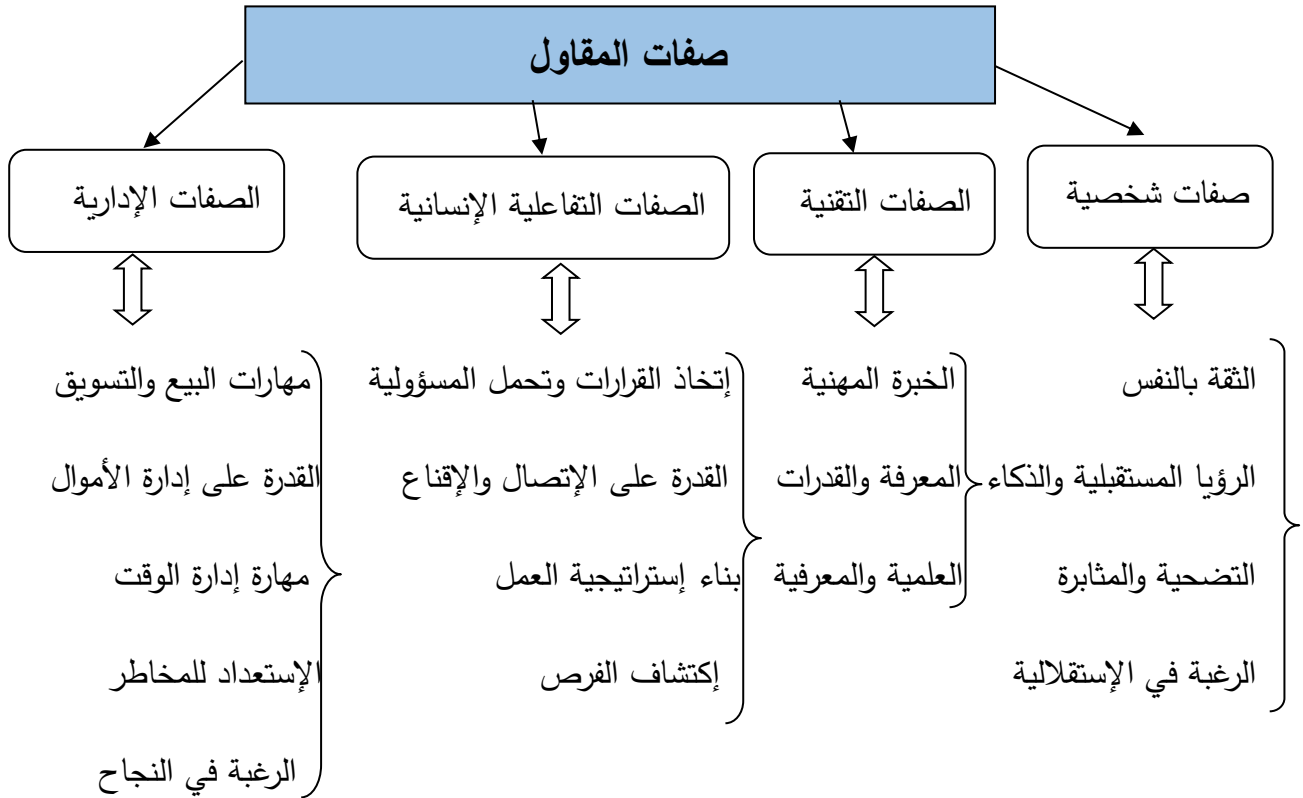 صفات المقاول
صفات شخصية
الصفات التقنية
الصفات التفاعلية الإنسانية
الصفات الإدارية
الثقة بالنفس
الرؤيا المستقبلية والذكاء
التضحية والمثابرة
الرغبة في الإستقلالية
الخبرة المهنية
المعرفة والقدرات
العلمية والمعرفية
إتخاذ القرارات وتحمل المسؤولية
القدرة على الإتصال والإقناع
بناء إستراتيجية العمل
إكتشاف الفرص
مهارات البيع والتسويق
القدرة على إدارة الأموال
مهارة إدارة الوقت
الإستعداد للمخاطر
الرغبة في النجاح